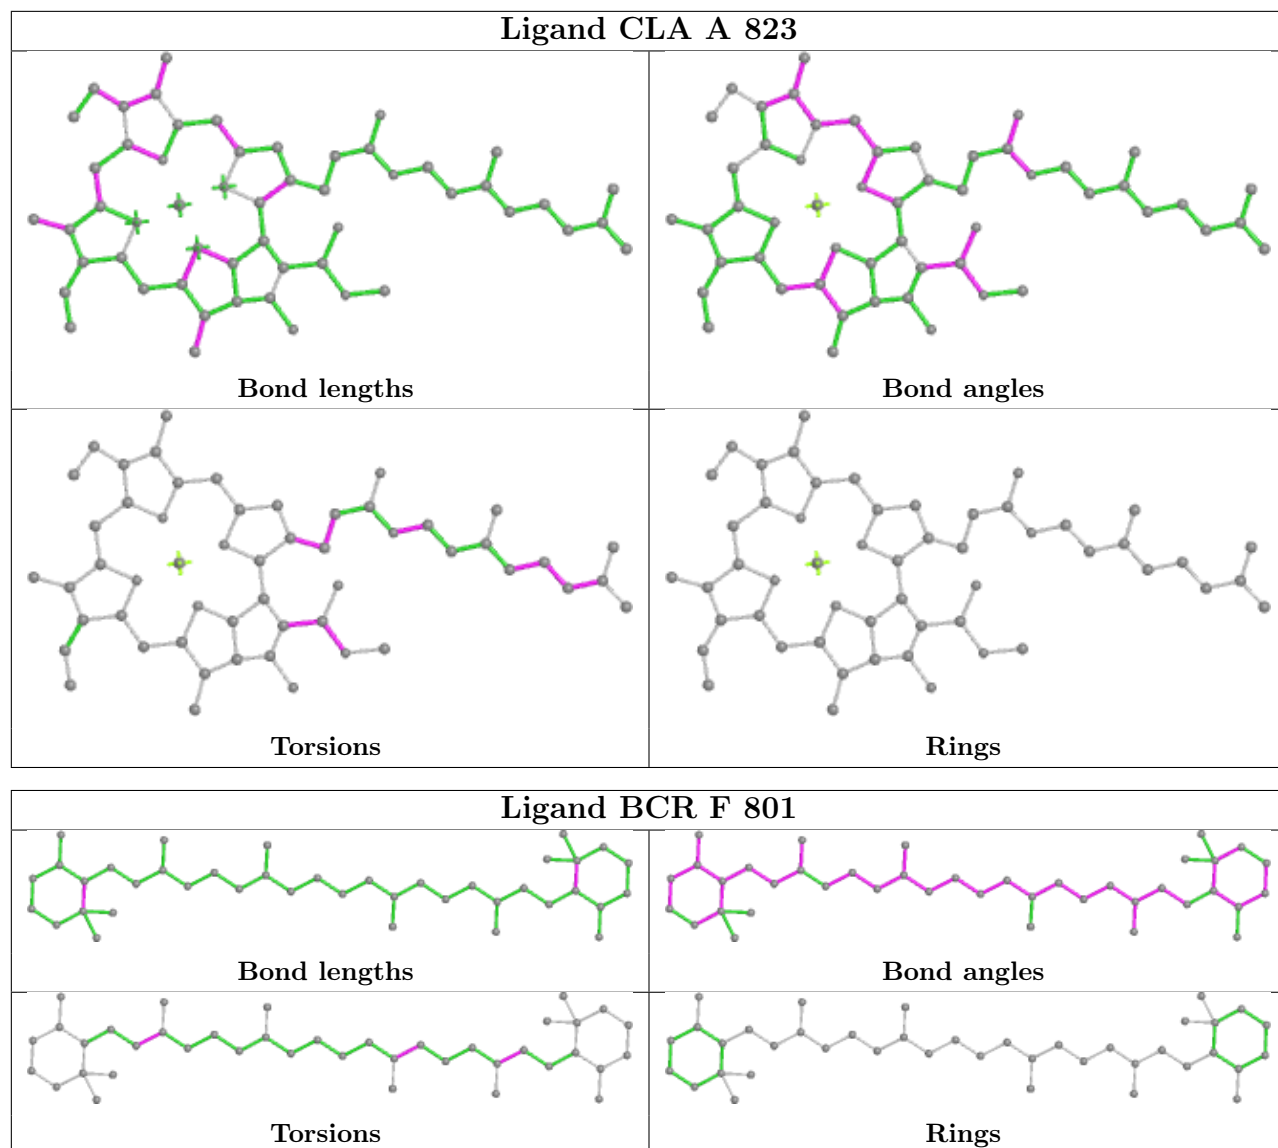 Ligand CLA A 823
Bond lengths
Bond angles
Torsions
Rings
Ligand BCR F 801
Bond lengths
Bond angles
Torsions
Rings